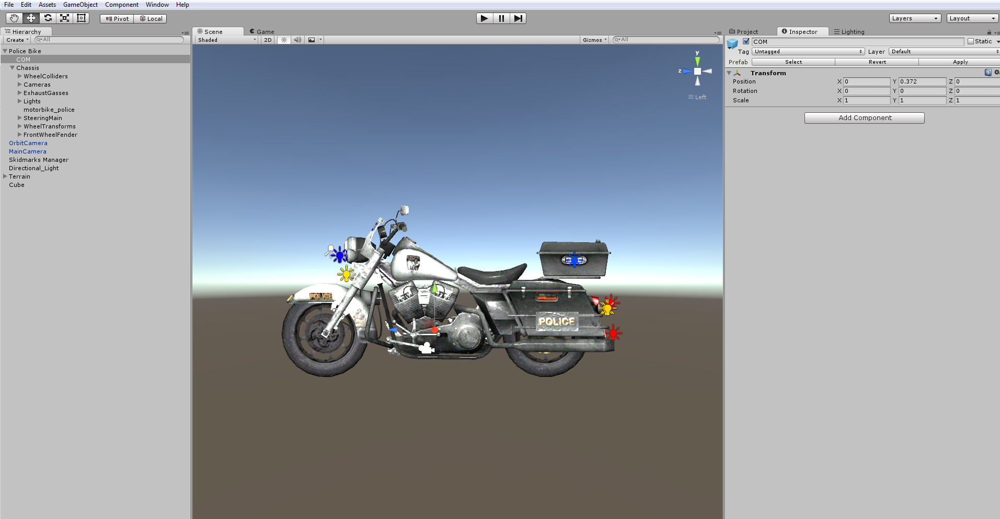 File Edit Assets GameObject Component Window Help
Pivot Local Layers Layout
Hierarchy Scene Game Project Inspector Lighting
Create All Shaded 2D Gizmos All COM Static
Police Bike
Tag Untagged Layer Default
COM
Prefab Select Revert Apply
Chassis
Transform
WheelColliders
Position X 0 Y 0.372 Z 0
Cameras
Rotation X 0 Y 0 Z 0
ExhaustGasses
Scale X 1 Y 1 Z 1
Lights
motorbike_police
SteeringMain
Add Component
WheelTransforms
FrontWheelFender
OrbitCamera
MainCamera
Skidmarks Manager
Directional_Light
Terrain
Cube
y
z
Left
POLICE
POLICE